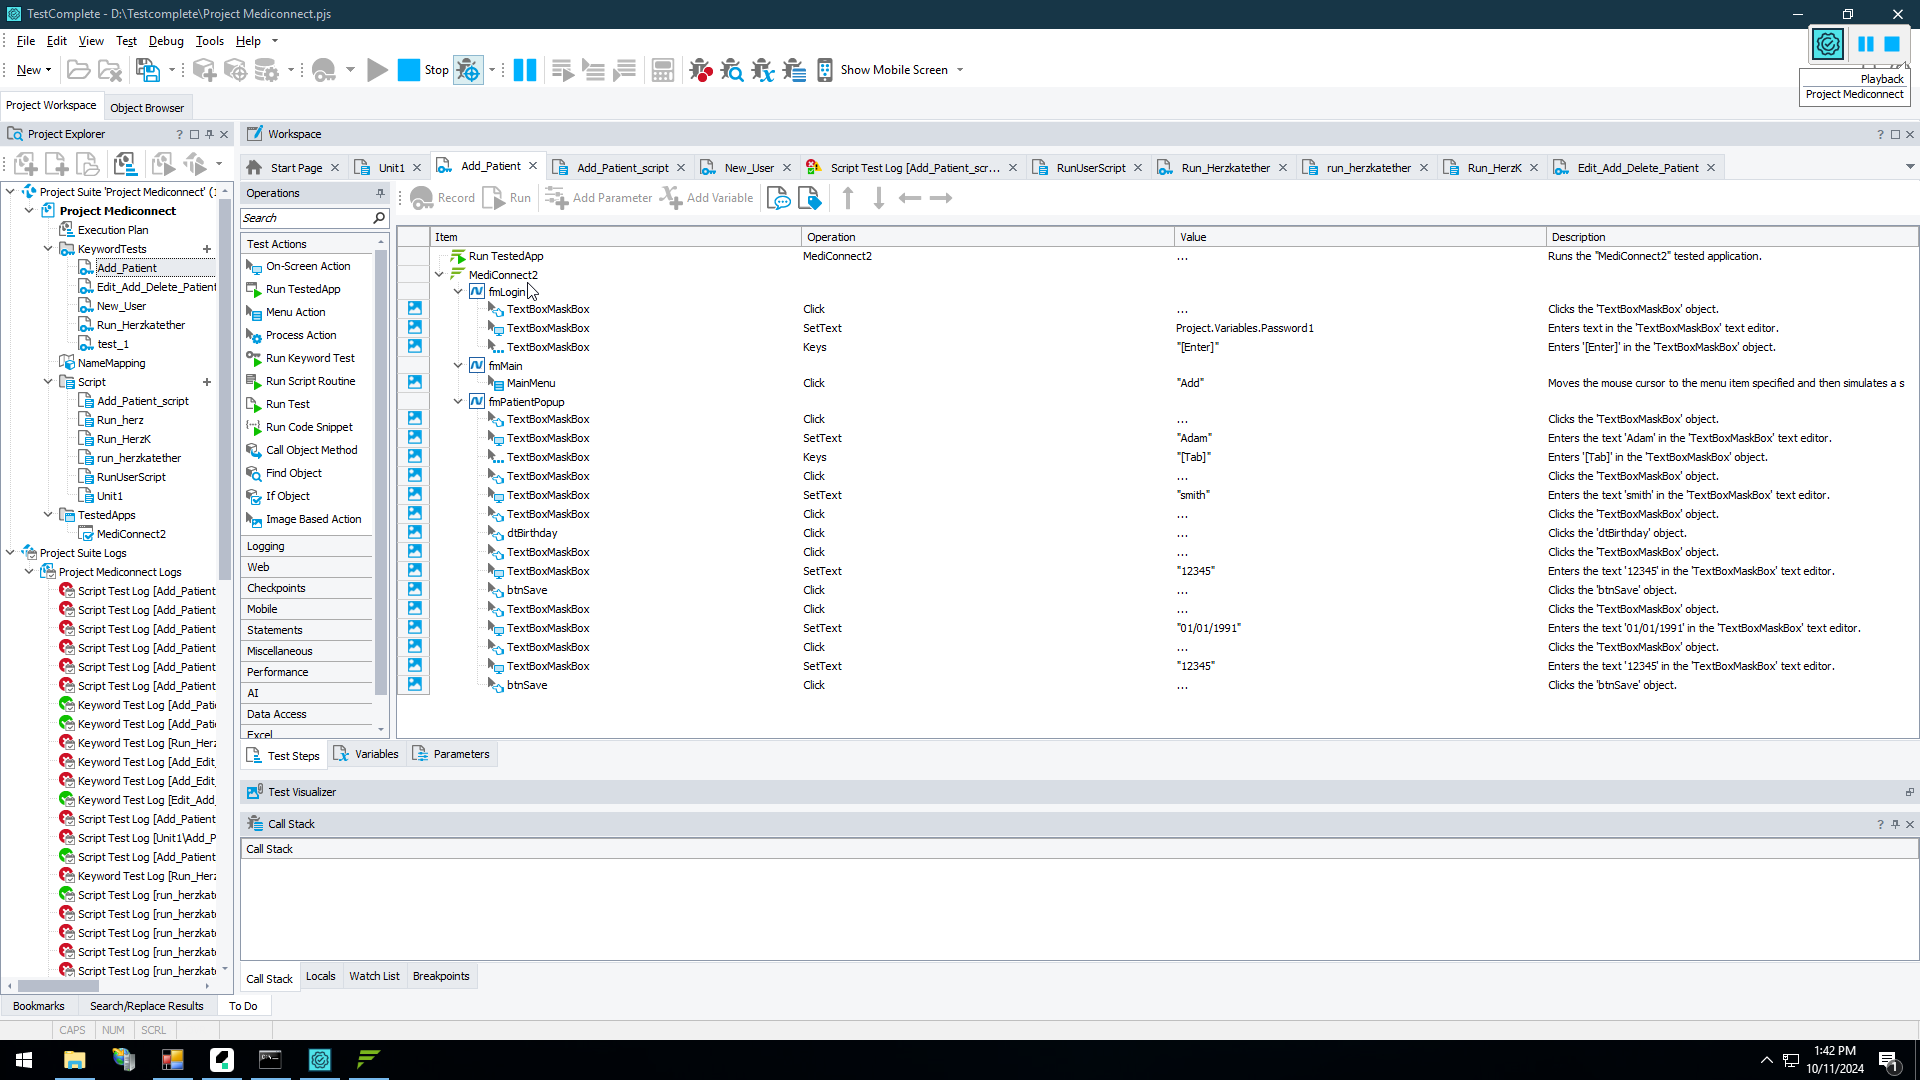 TestComplete - D:\Testcomplete\Project Mediconnect.pjs
File Edit View Test Debug Tools Help
New Stop Show Mobile Screen
Playback
Project Mediconnect
Project Workspace Object Browser
Project Explorer ? Workspace ?
Start Page Unit1 Add_Patient Add_Patient_script New_User Script Test Log [Add_Patient_scr... RunUserScript Run_Herzkatether run_herzkatether Run_HerzK Edit_Add_Delete_Patient
Project Suite 'Project Mediconnect' (1
Project Mediconnect
Execution Plan
KeywordTests
Add_Patient
Edit_Add_Delete_Patient
New_User
Run_Herzkatether
test_1
NameMapping
Script
Add_Patient_script
Run_herz
Run_HerzK
run_herzkatether
RunUserScript
Unit1
TestedApps
MediConnect2
Project Suite Logs
Project Mediconnect Logs
Script Test Log [Add_Patient
Script Test Log [Add_Patient
Script Test Log [Add_Patient
Script Test Log [Add_Patient
Script Test Log [Add_Patient
Script Test Log [Add_Patient
Keyword Test Log [Add_Pati
Keyword Test Log [Add_Pati
Keyword Test Log [Run_Herz
Keyword Test Log [Add_Edit_
Keyword Test Log [Add_Edit_
Keyword Test Log [Edit_Add_
Script Test Log [Add_Patient
Script Test Log [Unit1\Add_P
Script Test Log [Add_Patient
Keyword Test Log [Run_Herz
Script Test Log [run_herzkat
Script Test Log [run_herzkat
Script Test Log [run_herzkat
Script Test Log [run_herzkat
Script Test Log [run_herzkat
Operations
Search
Test Actions
On-Screen Action
Run TestedApp
Menu Action
Process Action
Run Keyword Test
Run Script Routine
Run Test
Run Code Snippet
Call Object Method
Find Object
If Object
Image Based Action
Logging
Web
Checkpoints
Mobile
Statements
Miscellaneous
Performance
AI
Data Access
Excel
Record Run Add Parameter Add Variable
Item Operation Value Description
Run TestedApp MediConnect2 ... Runs the "MediConnect2" tested application.
MediConnect2
fmLogin
TextBoxMaskBox Click ... Clicks the 'TextBoxMaskBox' object.
TextBoxMaskBox SetText Project.Variables.Password1 Enters text in the 'TextBoxMaskBox' text editor.
TextBoxMaskBox Keys "[Enter]" Enters '[Enter]' in the 'TextBoxMaskBox' object.
fmMain
MainMenu Click "Add" Moves the mouse cursor to the menu item specified and then simulates a s
fmPatientPopup
TextBoxMaskBox Click ... Clicks the 'TextBoxMaskBox' object.
TextBoxMaskBox SetText "Adam" Enters the text 'Adam' in the 'TextBoxMaskBox' text editor.
TextBoxMaskBox Keys "[Tab]" Enters '[Tab]' in the 'TextBoxMaskBox' object.
TextBoxMaskBox Click ... Clicks the 'TextBoxMaskBox' object.
TextBoxMaskBox SetText "smith" Enters the text 'smith' in the 'TextBoxMaskBox' text editor.
TextBoxMaskBox Click ... Clicks the 'TextBoxMaskBox' object.
dtBirthday Click ... Clicks the 'dtBirthday' object.
TextBoxMaskBox Click ... Clicks the 'TextBoxMaskBox' object.
TextBoxMaskBox SetText "12345" Enters the text '12345' in the 'TextBoxMaskBox' text editor.
btnSave Click ... Clicks the 'btnSave' object.
TextBoxMaskBox Click ... Clicks the 'TextBoxMaskBox' object.
TextBoxMaskBox SetText "01/01/1991" Enters the text '01/01/1991' in the 'TextBoxMaskBox' text editor.
TextBoxMaskBox Click ... Clicks the 'TextBoxMaskBox' object.
TextBoxMaskBox SetText "12345" Enters the text '12345' in the 'TextBoxMaskBox' text editor.
btnSave Click ... Clicks the 'btnSave' object.
Test Steps Variables Parameters
Test Visualizer
Call Stack ?
Call Stack
Call Stack Locals Watch List Breakpoints
Bookmarks Search/Replace Results To Do
CAPS NUM SCRL
1:42 PM
10/11/2024
1